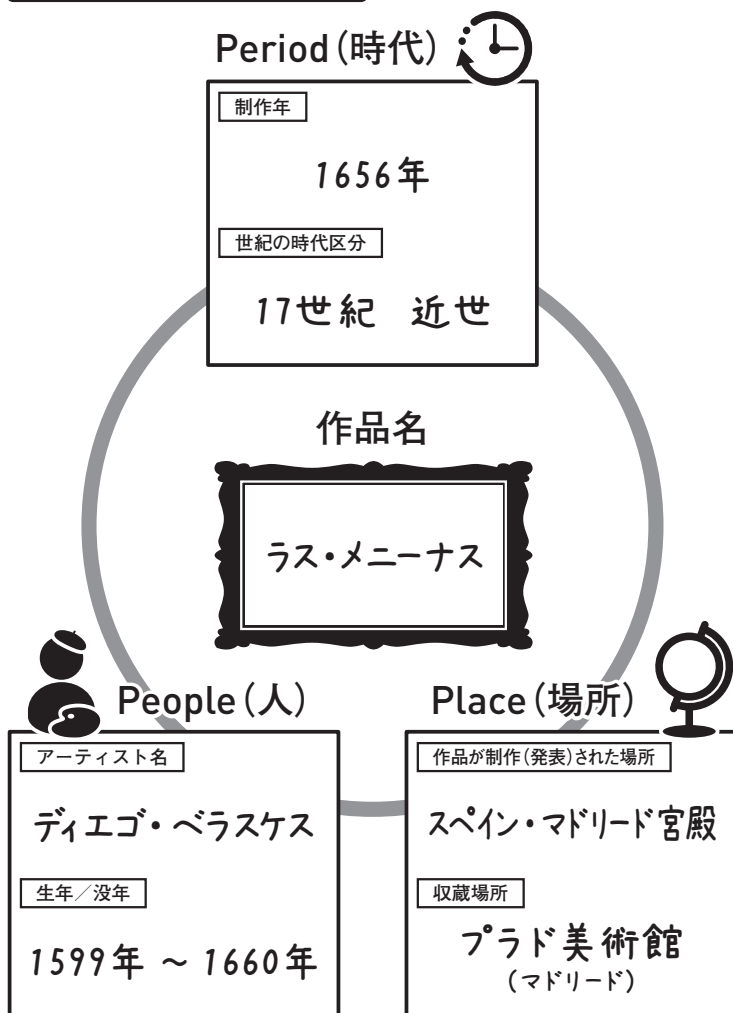 Period(時代)
制作年
1656年
世紀の時代区分
17世紀 近世
作品名
ラス・メニーナス
People(人)
アーティスト名
ディエゴ・ベラスケス
生年/没年
1599年 ~ 1660年
Place(場所)
作品が制作(発表)された場所
スペイン・マドリード宮殿
収蔵場所
プラド美術館
(マドリード)